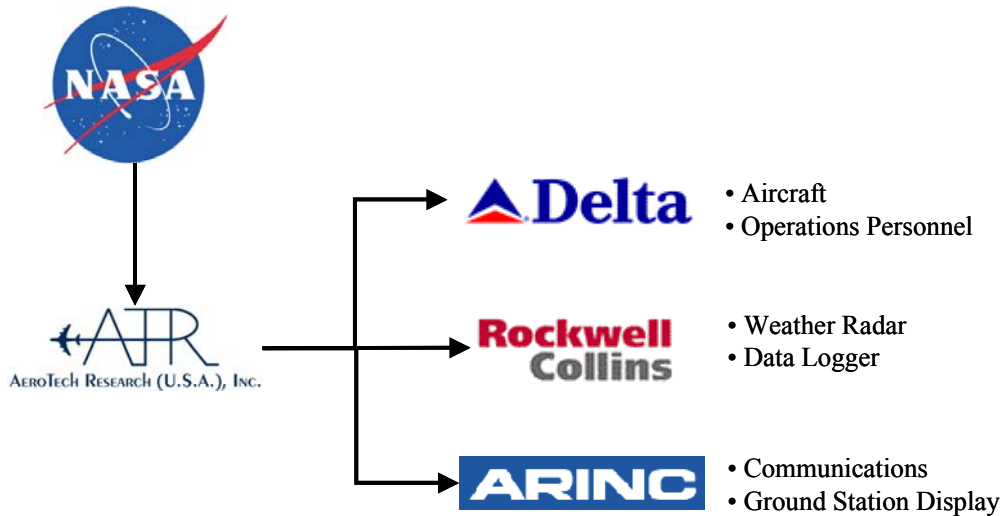 NASA
Delta
• Aircraft
• Operations Personnel
ATR
AEROTECH RESEARCH (U.S.A.), INC.
Rockwell
Collins
• Weather Radar
• Data Logger
ARINC
• Communications
• Ground Station Display